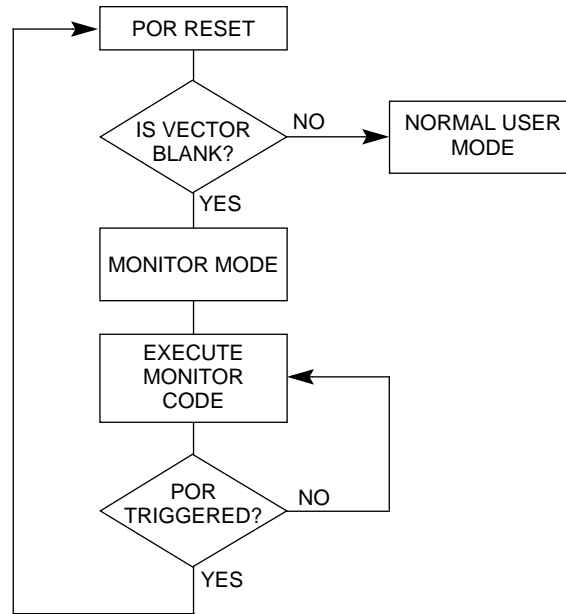 POR RESET
IS VECTOR
BLANK?
NO
NORMAL USER
MODE
YES
MONITOR MODE
EXECUTE
MONITOR
CODE
POR
TRIGGERED?
NO
YES